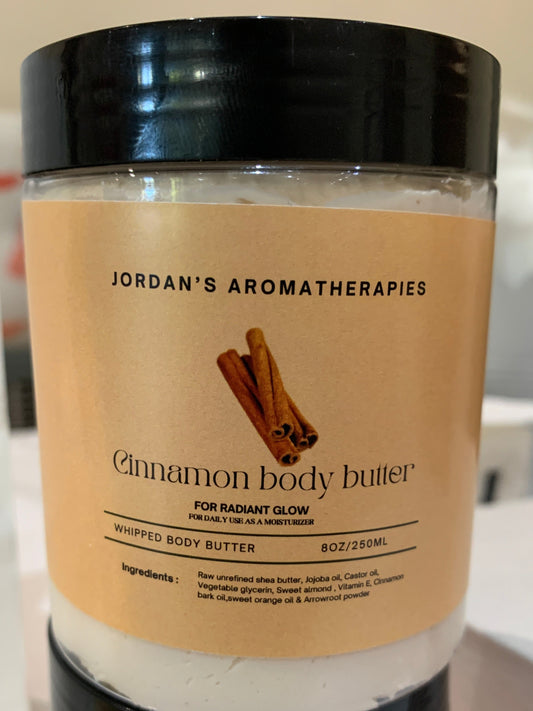 JORDAN'S AROMATHERAPIES
Cinnamon body butter
FOR RADIANT GLOW
FOR DAILY USE AS A MOISTURIZER
WHIPPED BODY BUTTER 8OZ/250ML
Ingredients : Raw unrefined shea butter, Jojoba oil, Castor oil,
Vegetable glycerin, Sweet almond , Vitamin E, Cinnamon
bark oil,sweet orange oil & Arrowroot powder